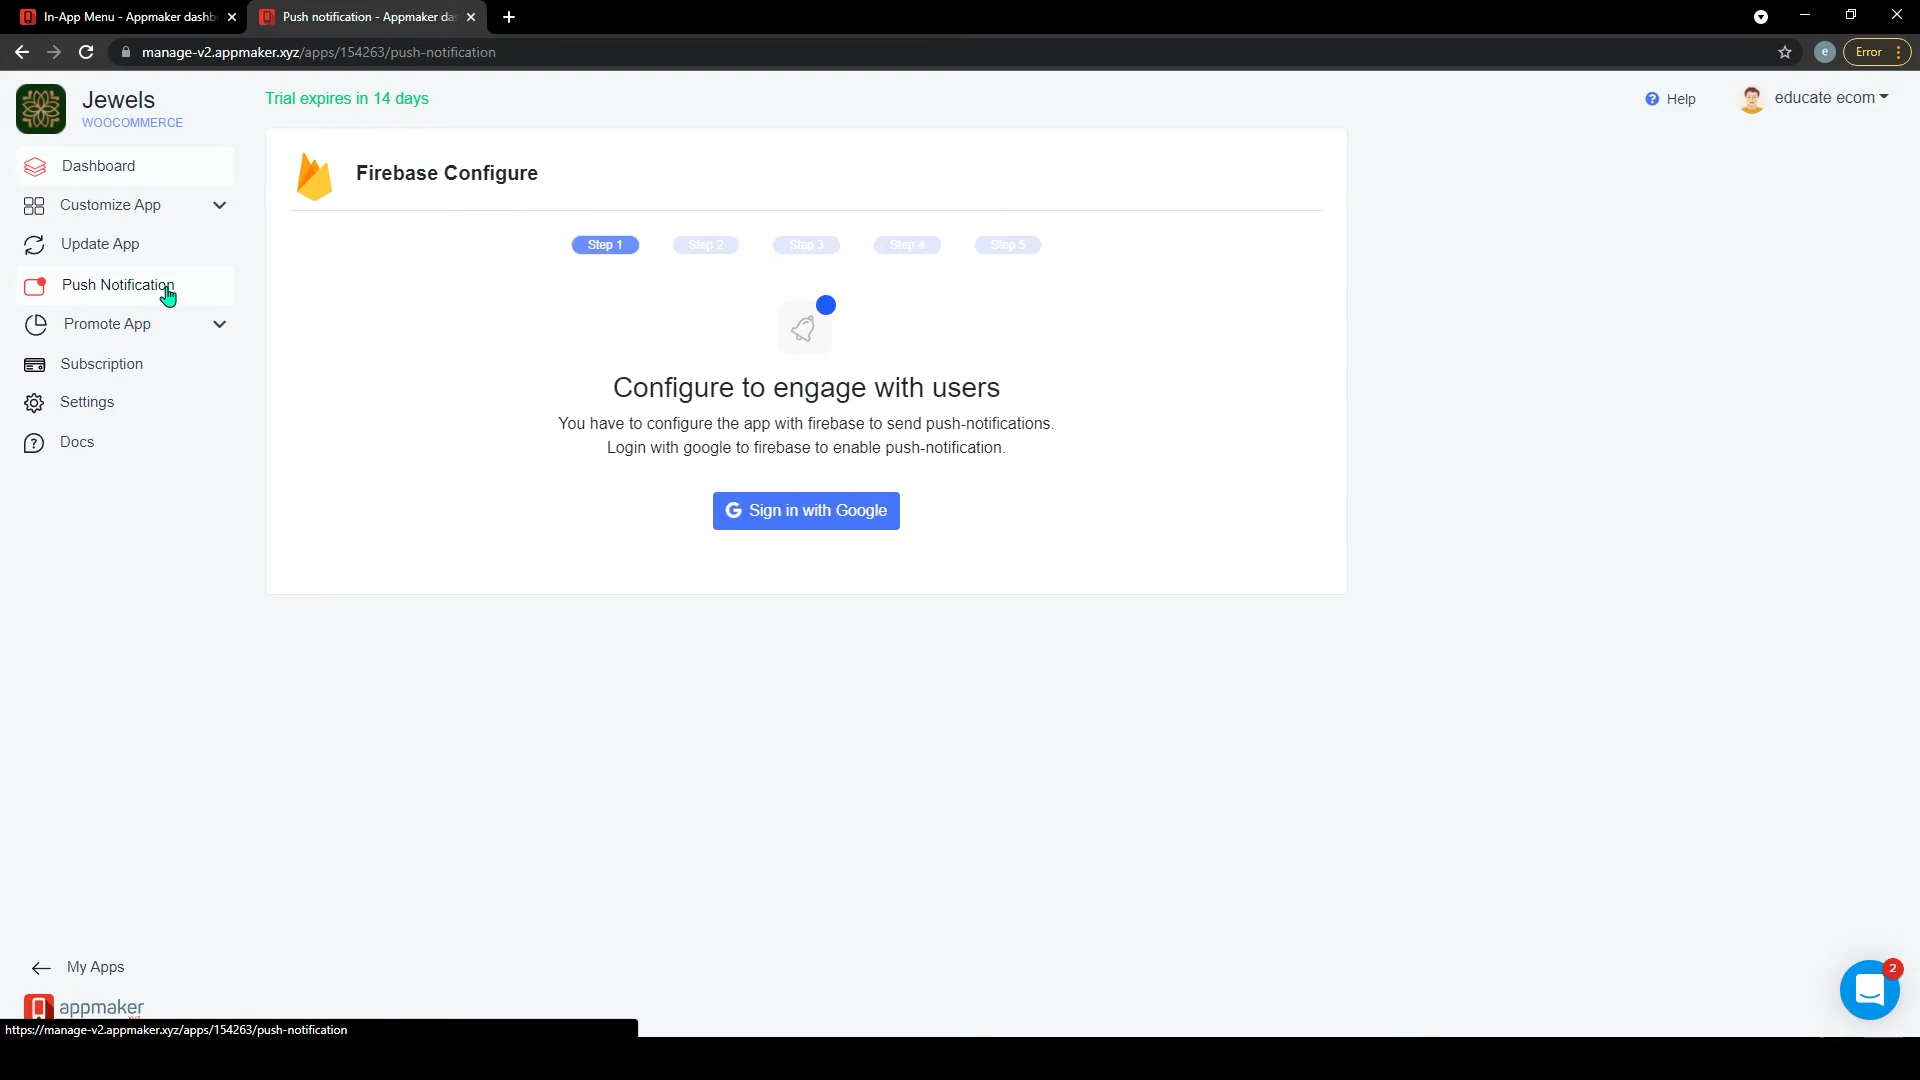 In-App Menu - Appmaker dashb
Push notification - Appmaker das
manage-v2.appmaker.xyz/apps/154263/push-notification
e
Error
Jewels
WOOCOMMERCE
Trial expires in 14 days
Help
educate ecom
Dashboard
Customize App
Update App
Push Notification
Promote App
Subscription
Settings
Docs
Firebase Configure
Step 1
Step 2
Step 3
Step 4
Step 5
Configure to engage with users
You have to configure the app with firebase to send push-notifications.
Login with google to firebase to enable push-notification.
G Sign in with Google
My Apps
appmaker
xyz
2
https://manage-v2.appmaker.xyz/apps/154263/push-notification